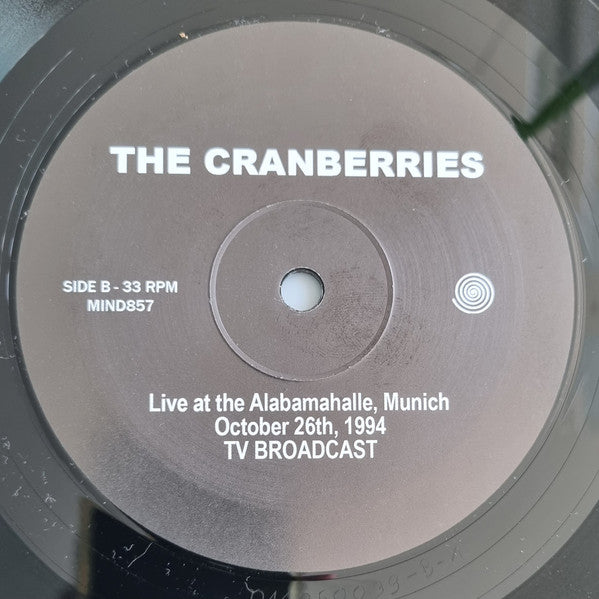 THE CRANBERRIES
SIDE B - 33 RPM
MIND857
Live at the Alabamahalle, Munich
October 26th, 1994
TV BROADCAST